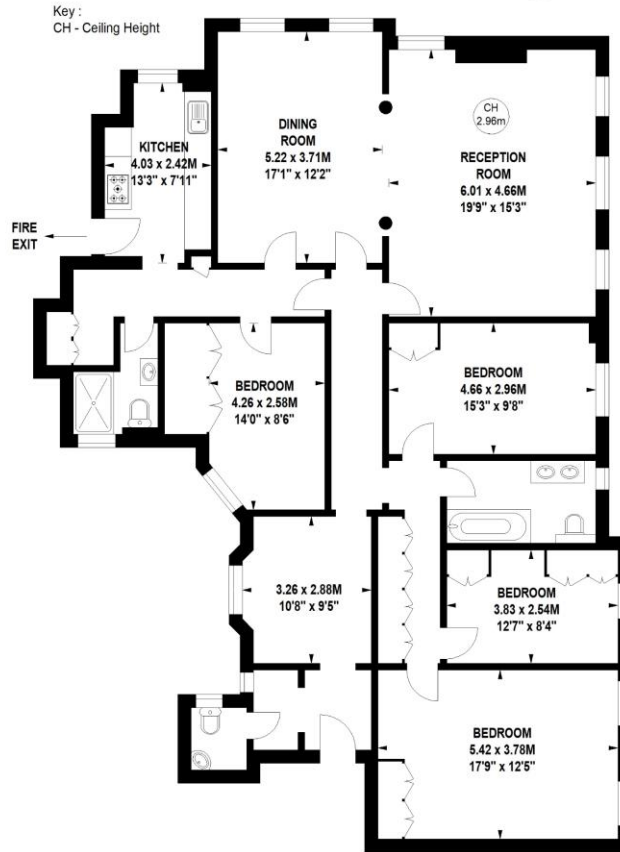 Key :
CH - Ceiling Height
KITCHEN
4.03 x 2.42M
13'3" x 7'11"
DINING
ROOM
5.22 x 3.71M
17'1" x 12'2"
CH
2.96m
RECEPTION
ROOM
6.01 x 4.66M
19'9" x 15'3"
FIRE
EXIT
BEDROOM
4.26 x 2.58M
14'0" x 8'6"
BEDROOM
4.66 x 2.96M
15'3" x 9'8"
3.26 x 2.88M
10'8" x 9'5"
BEDROOM
3.83 x 2.54M
12'7" x 8'4"
BEDROOM
5.42 x 3.78M
17'9" x 12'5"